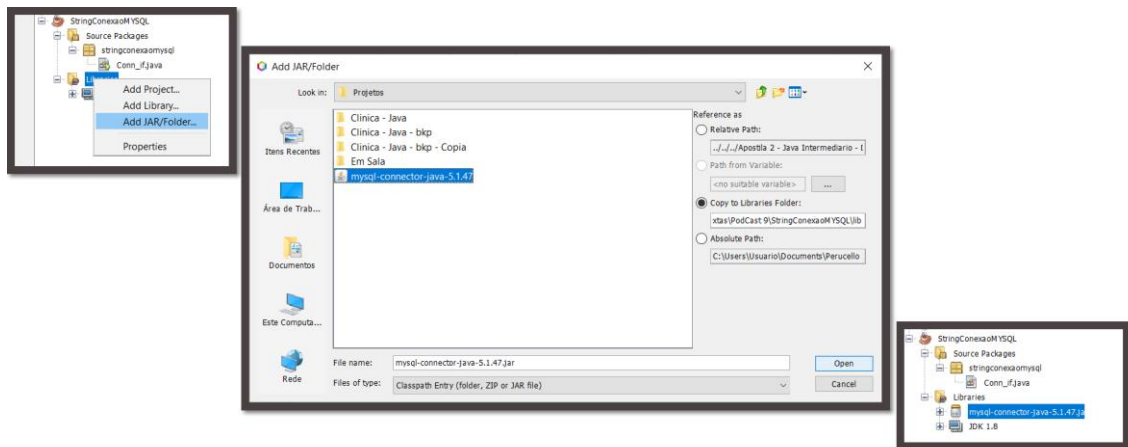 StringConexaoMYSQL
Source Packages
stringconexaomysql
Conn_if.java
Add Project...
Add Library...
Add JAR/Folder...
Properties
Add JAR/Folder
Look in:
Projetos
Itens Recentes
Área de Trab...
Documentos
Este Computa...
Rede
Clinica - Java
Clinica - Java - bkp
Clinica - Java - bkp - Copia
Em Sala
mysql-connector-java-5.1.47
Reference as
Relative Path:
../../../Apostila 2 - Java Intermediario - I
Path from Variable:
<no suitable variable>
...
Copy to Libraries Folder:
xtas\PodCast 9\StringConexaoMYSQL\lib
Absolute Path:
C:\Users\Usuario\Documents\Perucello
File name:
mysql-connector-java-5.1.47.jar
Open
Files of type:
Classpath Entry (folder, ZIP or JAR file)
Cancel
StringConexaoMYSQL
Source Packages
stringconexaomysql
Conn_if.java
Libraries
mysql-connector-java-5.1.47.ja
JDK 1.8